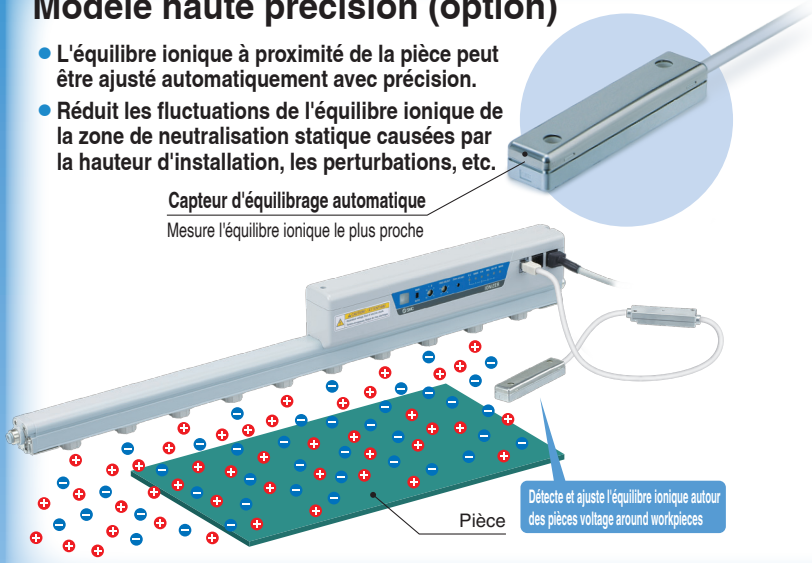 Modèle haute précision (option)
● L'équilibre ionique à proximité de la pièce peut
être ajusté automatiquement avec précision.
● Réduit les fluctuations de l'équilibre ionique de
la zone de neutralisation statique causées par
la hauteur d'installation, les perturbations, etc.
Capteur d'équilibrage automatique
Mesure l'équilibre ionique le plus proche
IONIZER
SMC
Pièce
Détecte et ajuste l'équilibre ionique autour
des pièces voltage around workpieces